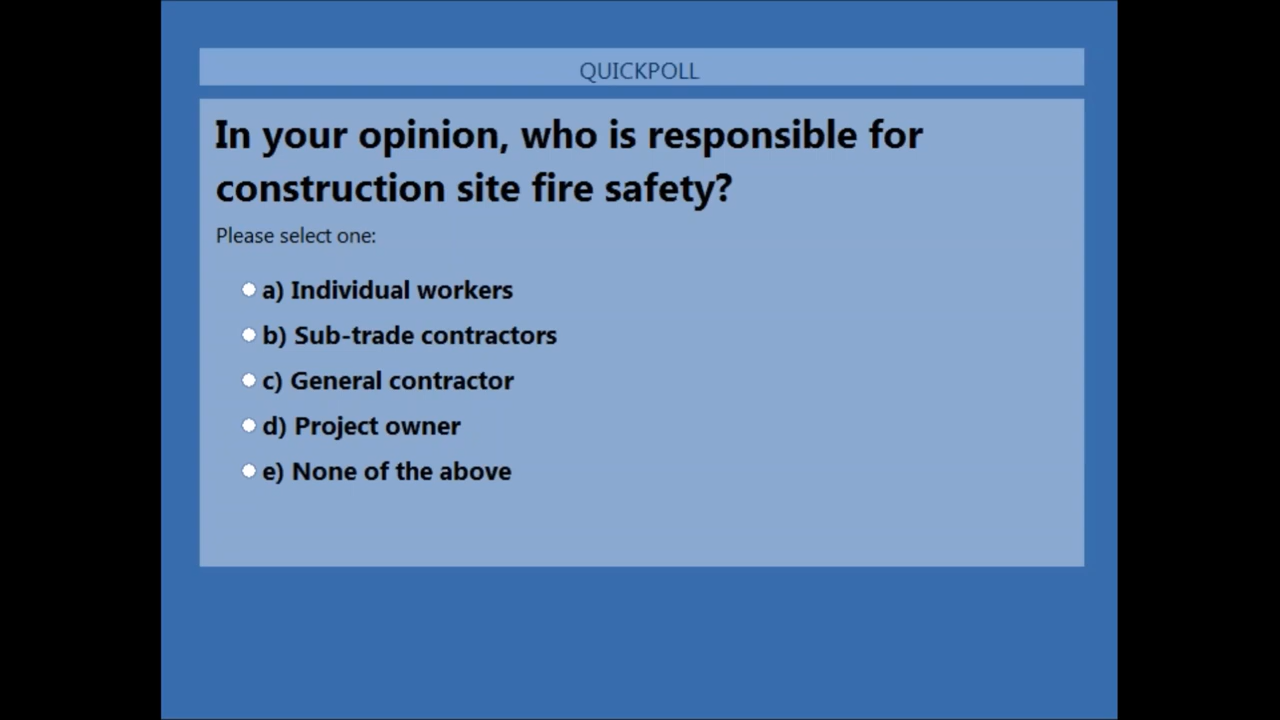 QUICKPOLL
In your opinion, who is responsible for
construction site fire safety?
Please select one:
a) Individual workers
b) Sub-trade contractors
c) General contractor
d) Project owner
e) None of the above